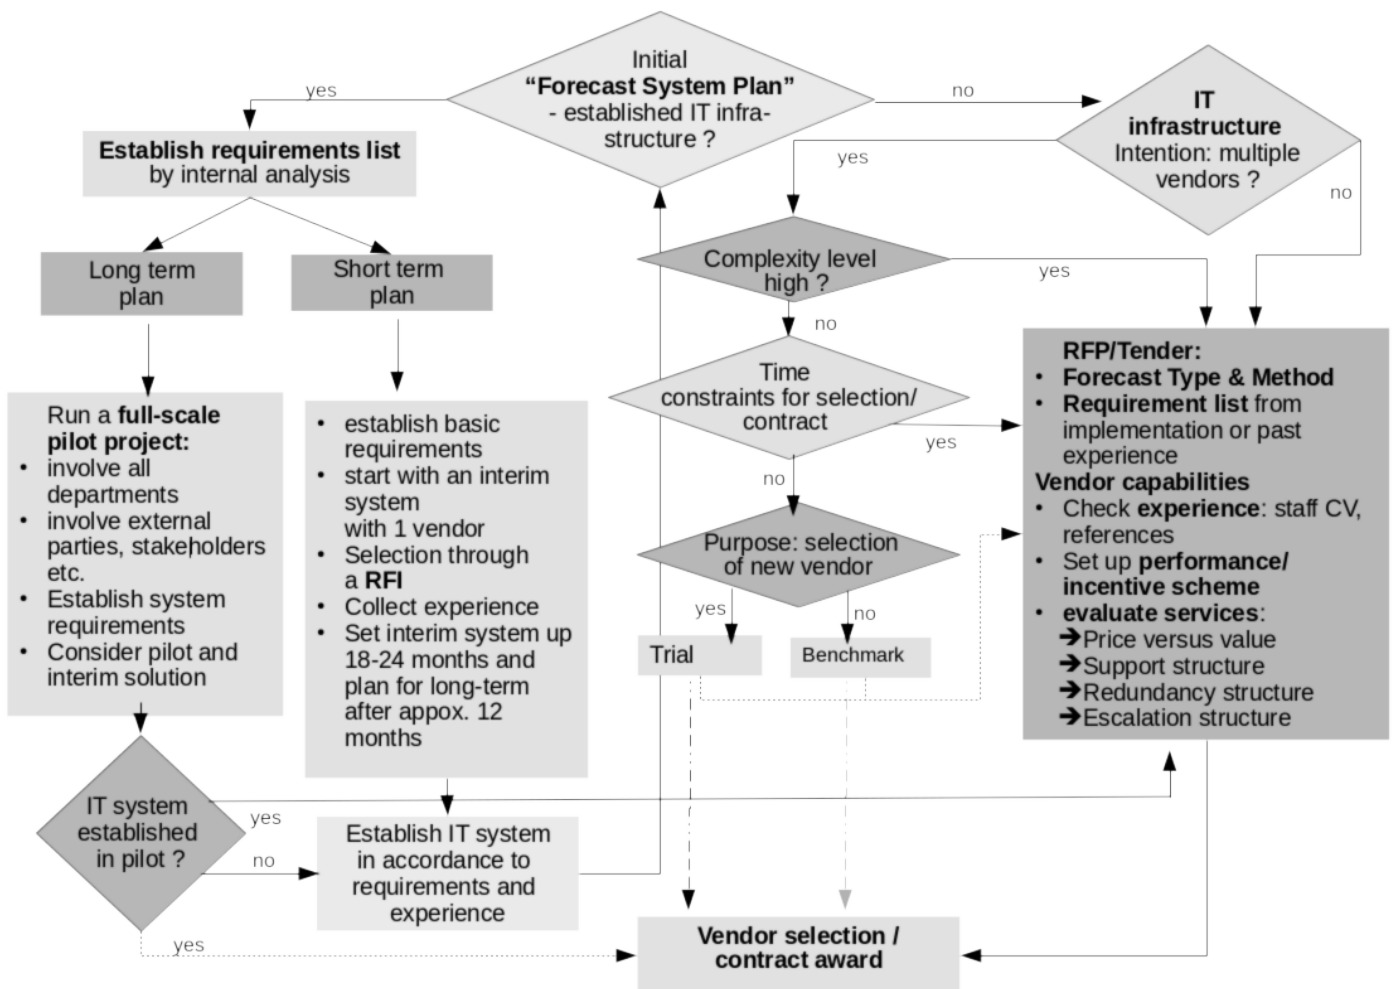 Initial
“Forecast System Plan”
- established IT infra-
structure ?
yes
no
IT
infrastructure
Intention: multiple
vendors ?
yes
no
Establish requirements list
by internal analysis
Long term
plan
Short term
plan
Complexity level
high ?
yes
no
Time
constraints for selection/
contract
yes
no
Purpose: selection
of new vendor
yes
no
Trial
Benchmark
Run a full-scale
pilot project:
• involve all
departments
• involve external
parties, stakeholders
etc.
• Establish system
requirements
• Consider pilot and
interim solution
• establish basic
requirements
• start with an interim
system
with 1 vendor
• Selection through
a RFI
• Collect experience
• Set interim system up
18-24 months and
plan for long-term
after appox. 12
months
RFP/Tender:
• Forecast Type & Method
• Requirement list from
implementation or past
experience
Vendor capabilities
• Check experience: staff CV,
references
• Set up performance/
incentive scheme
• evaluate services:
➔Price versus value
➔Support structure
➔Redundancy structure
➔Escalation structure
IT system
established
in pilot ?
yes
no
yes
Establish IT system
in accordance to
requirements and
experience
Vendor selection /
contract award